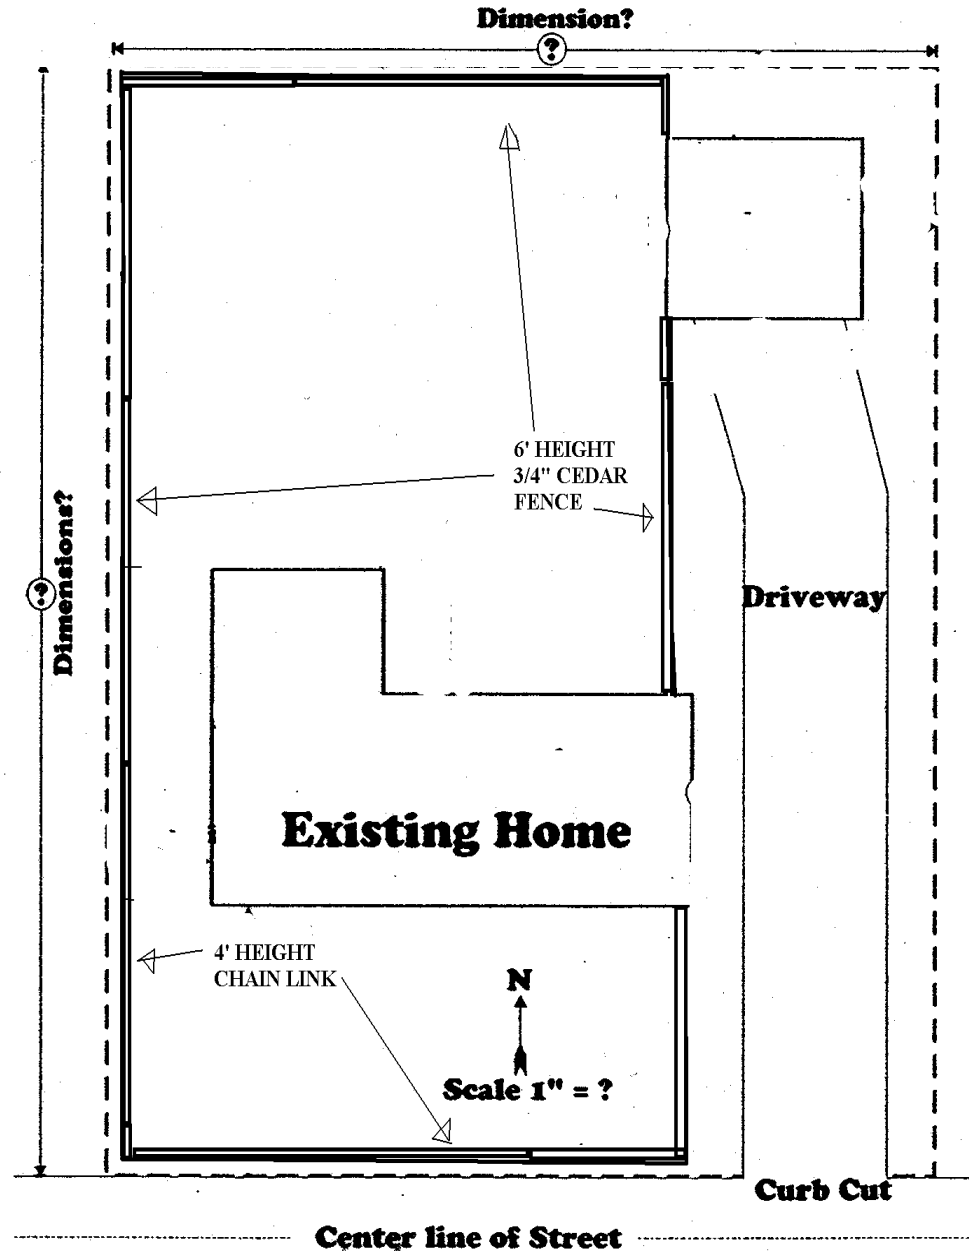 Dimension?
?
6' HEIGHT
3/4" CEDAR
FENCE
Dimensions?
?
Driveway
Existing Home
4' HEIGHT
CHAIN LINK
N
Scale 1" = ?
Curb Cut
Center line of Street